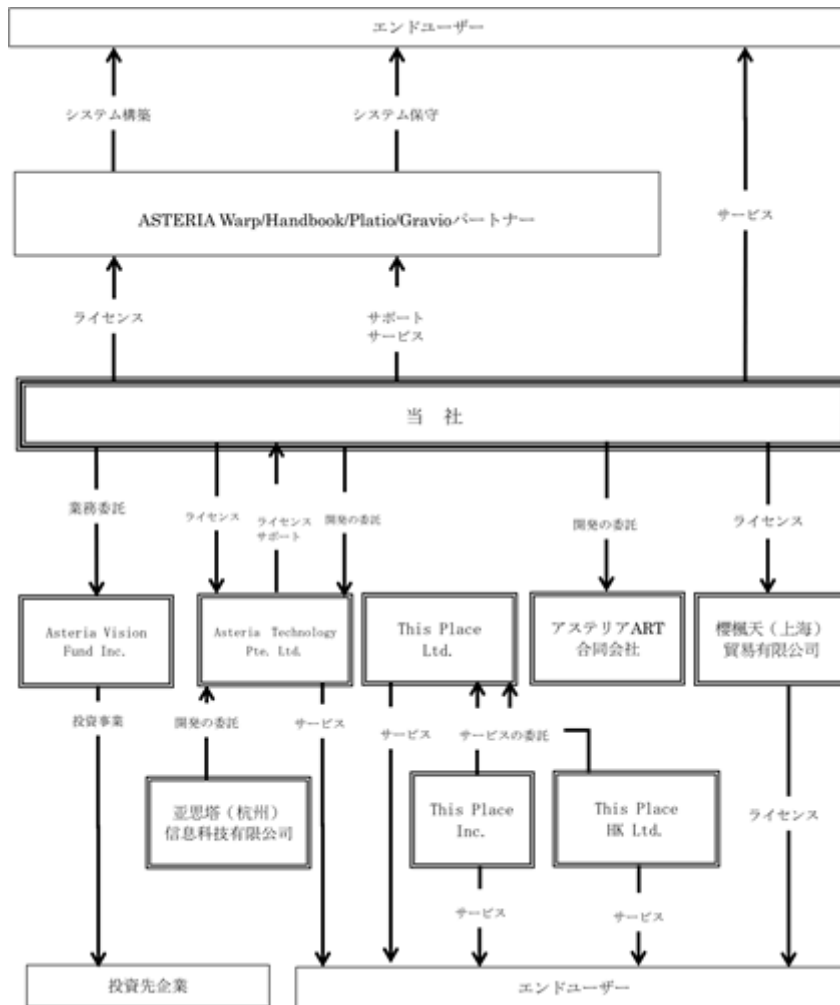 エンドユーザー
システム構築
システム保守
サービス
ASTERIA Warp/Handbook/Platio/Gravioパートナー
ライセンス
サポート
サービス
当　社
業務委託
ライセンス
ライセンス
サポート
開発の委託
開発の委託
ライセンス
Asteria Vision
Fund Inc.
Asteria Technology
Pte. Ltd.
This Place
Ltd.
アステリアART
合同会社
櫻楓天（上海）
貿易有限公司
投資事業
開発の委託
サービス
サービス
サービスの委託
亚思塔（杭州）
信息科技有限公司
This Place
Inc.
This Place
HK Ltd.
ライセンス
サービス
サービス
投資先企業
エンドユーザー